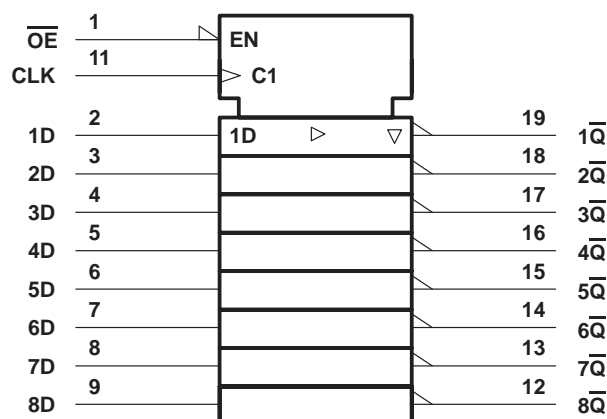 1
O̅E̅ EN
11
CLK C1
2 19
1D 1D 1Q̅
3 18
2D 2Q̅
4 17
3D 3Q̅
5 16
4D 4Q̅
6 15
5D 5Q̅
7 14
6D 6Q̅
8 13
7D 7Q̅
9 12
8D 8Q̅